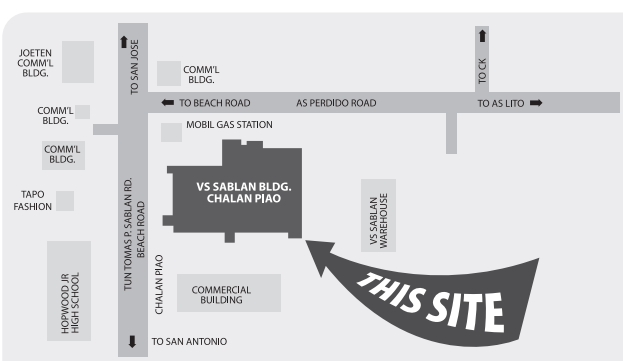 JOETEN
COMM'L
BLDG.
TO SAN JOSE
COMM'L
BLDG.
TO CK
TO BEACH ROAD
AS PERDIDO ROAD
TO AS LITO
COMM'L
BLDG.
MOBIL GAS STATION
COMM'L
BLDG.
VS SABLAN BLDG.
CHALAN PIAO
TAPO
FASHION
TUN TOMAS P. SABLAN RD.
BEACH ROAD
VS SABLAN
WAREHOUSE
CHALAN PIAO
HOPWOOD JR
HIGH SCHOOL
COMMERCIAL
BUILDING
THIS SITE
TO SAN ANTONIO